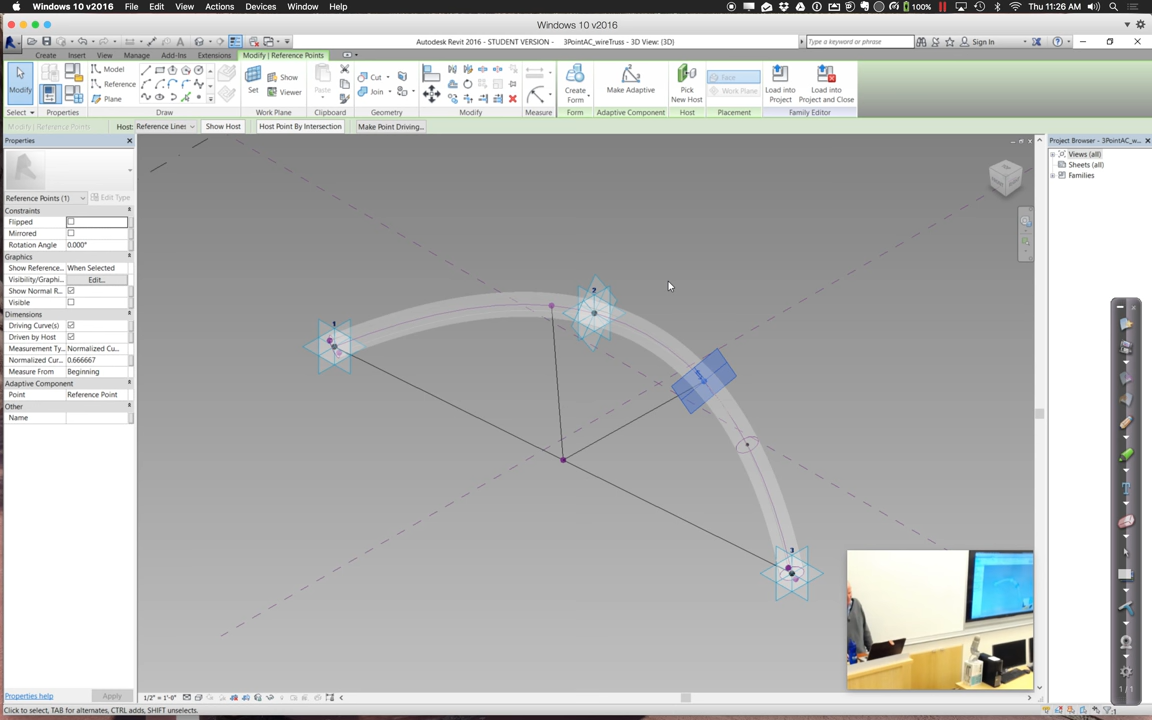 Windows 10 v2016 File Edit View Actions Devices Window Help 100% Thu 11:26 AM
Windows 10 v2016
Autodesk Revit 2016 - STUDENT VERSION - 3PointAC_wireTruss - 3D View: {3D} Type a keyword or phrase Sign In
Create Insert View Manage Add-Ins Extensions Modify | Reference Points
Modify Model Reference Plane Set Show Viewer Paste Cut Join Create Form Make Adaptive Pick New Host Face Work Plane Load into Project Load into Project and Close
Select Properties Draw Work Plane Clipboard Geometry Modify Measure Form Adaptive Component Host Placement Family Editor
Modify | Reference Points Host: Reference Lines Show Host Host Point By Intersection Make Point Driving...
Properties
Reference Points (1) Edit Type
Constraints
Flipped
Mirrored
Rotation Angle 0.000°
Graphics
Show Reference... When Selected
Visibility/Graphi... Edit...
Show Normal R...
Visible
Dimensions
Driving Curve(s)
Driven by Host
Measurement Ty... Normalized Cu...
Normalized Cur... 0.666667
Measure From Beginning
Adaptive Component
Point Reference Point
Other
Name
Properties help Apply
1
2
3
Project Browser - 3PointAC_w...
Views (all)
Sheets (all)
Families
T
1/1
1/2" = 1'-0"
Click to select, TAB for alternates, CTRL adds, SHIFT unselects.